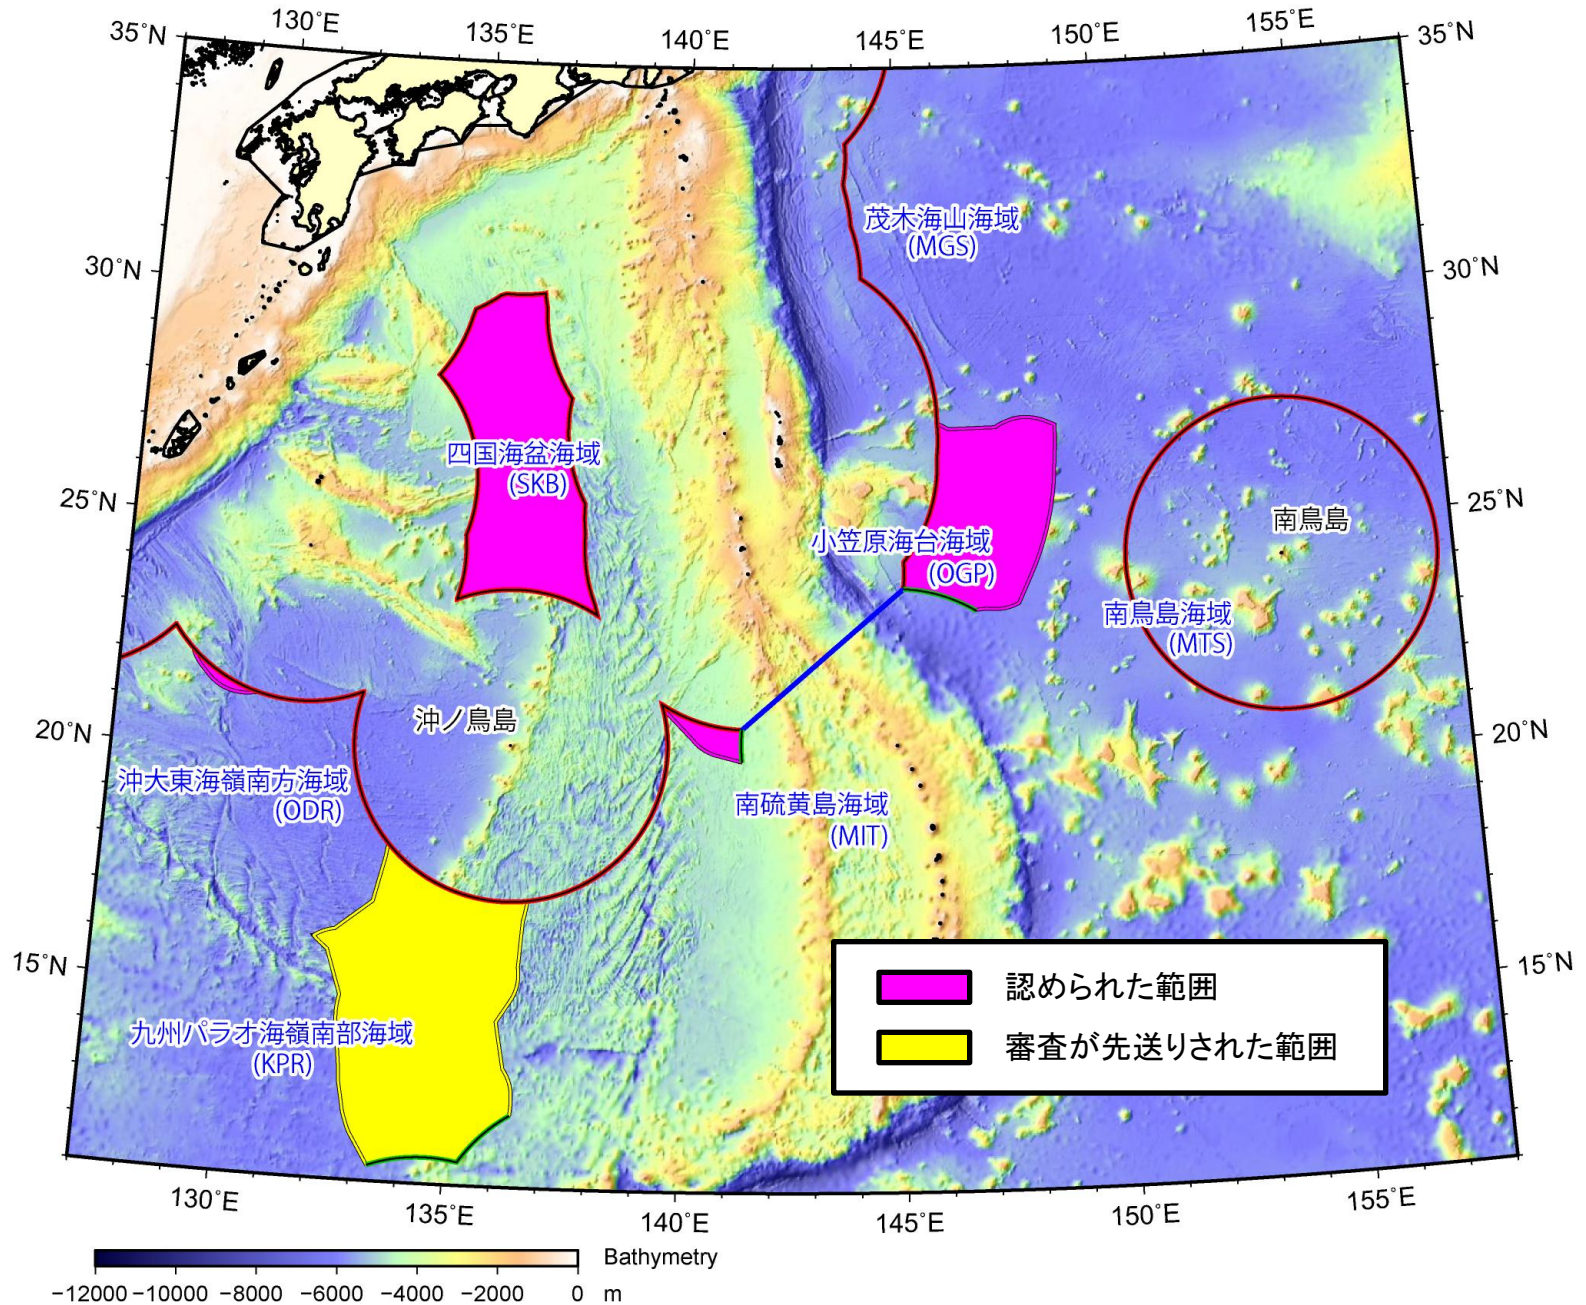 130˚E
135˚E
140˚E
145˚E
150˚E
155˚E
35˚N
35˚N
茂木海山海域
(MGS)
30˚N
30˚N
四国海盆海域
(SKB)
25˚N
25˚N
南鳥島
小笠原海台海域
(OGP)
南鳥島海域
(MTS)
沖ノ鳥島
20˚N
20˚N
沖大東海嶺南方海域
(ODR)
南硫黄島海域
(MIT)
15˚N
15˚N
認められた範囲
審査が先送りされた範囲
九州パラオ海嶺南部海域
(KPR)
130˚E
135˚E
140˚E
145˚E
150˚E
155˚E
Bathymetry
−12000 −10000 −8000 −6000 −4000 −2000 0 m